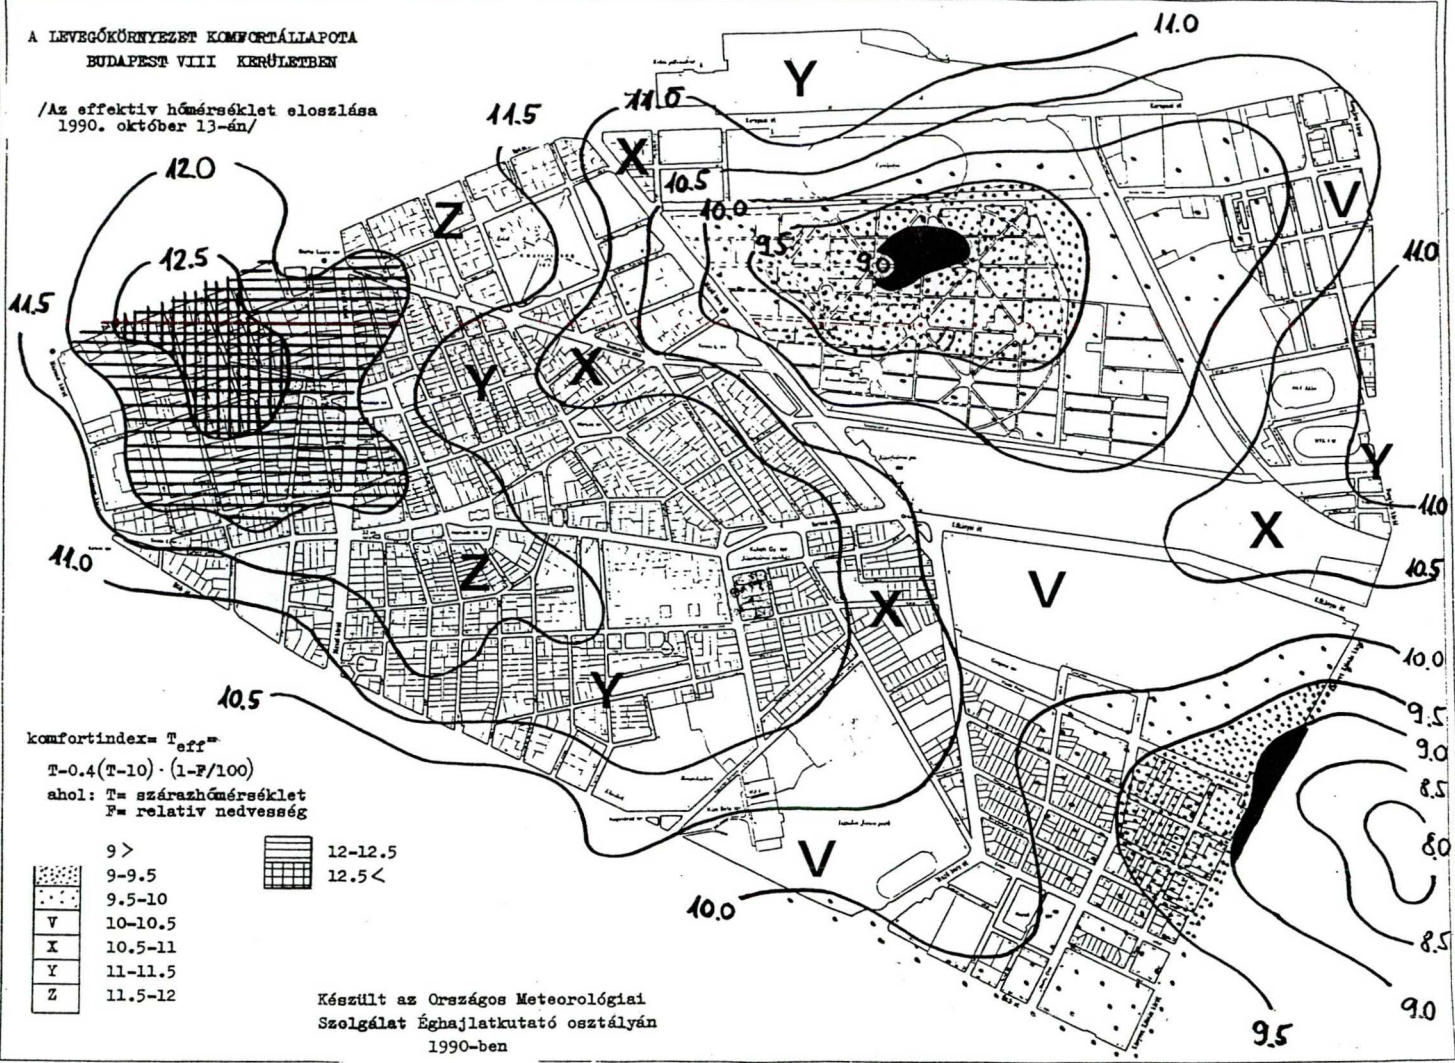 A LEVEGŐKÖRNYEZET KOMFORTÁLLAPOTA
BUDAPEST VIII KERÜLETBEN
/Az effektiv hőmérséklet eloszlása
1990. október 13-án/
11.0
Y
11.0
11.5
X
12.0
10.5
V
10.0
Z
9.5
11.0
12.5
9.0
11.5
X
Y
Y
11.0
X
11.0
Z
10.5
V
X
10.0
Y
10.5
9.5
komfortindex= Teff=
9.0
T-0.4(T-10)·(1-F/100)
8.5
ahol: T= szárazhőmérséklet
F= relativ nedvesség
8.0
9>
12-12.5
V
9-9.5
12.5<
9.5-10
10.0
V 10-10.5
8.5
X 10.5-11
Y 11-11.5
Z 11.5-12
9.0
9.5
Készült az Országos Meteorológiai
Szolgálat Éghajlatkutató osztályán
1990-ben